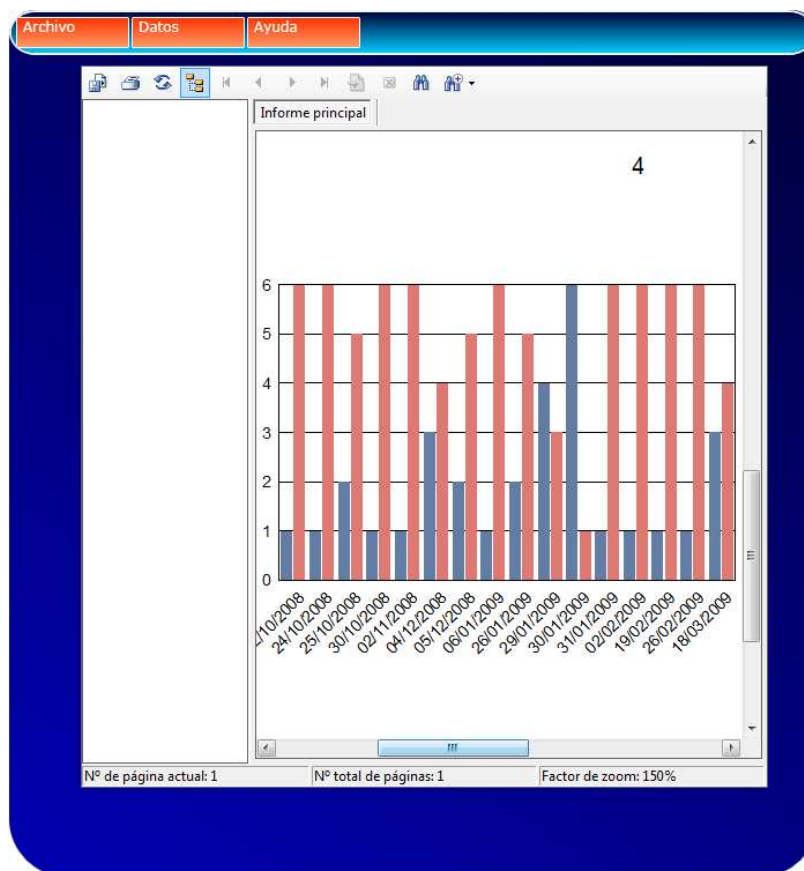 Archivo Datos Ayuda
Informe principal
4
6
5
4
3
2
1
0
/10/2008 24/10/2008 25/10/2008 30/10/2008 02/11/2008 04/12/2008 05/12/2008 06/01/2009 26/01/2009 29/01/2009 30/01/2009 31/01/2009 02/02/2009 19/02/2009 26/02/2009 18/03/2009
Nº de página actual: 1 Nº total de páginas: 1 Factor de zoom: 150%